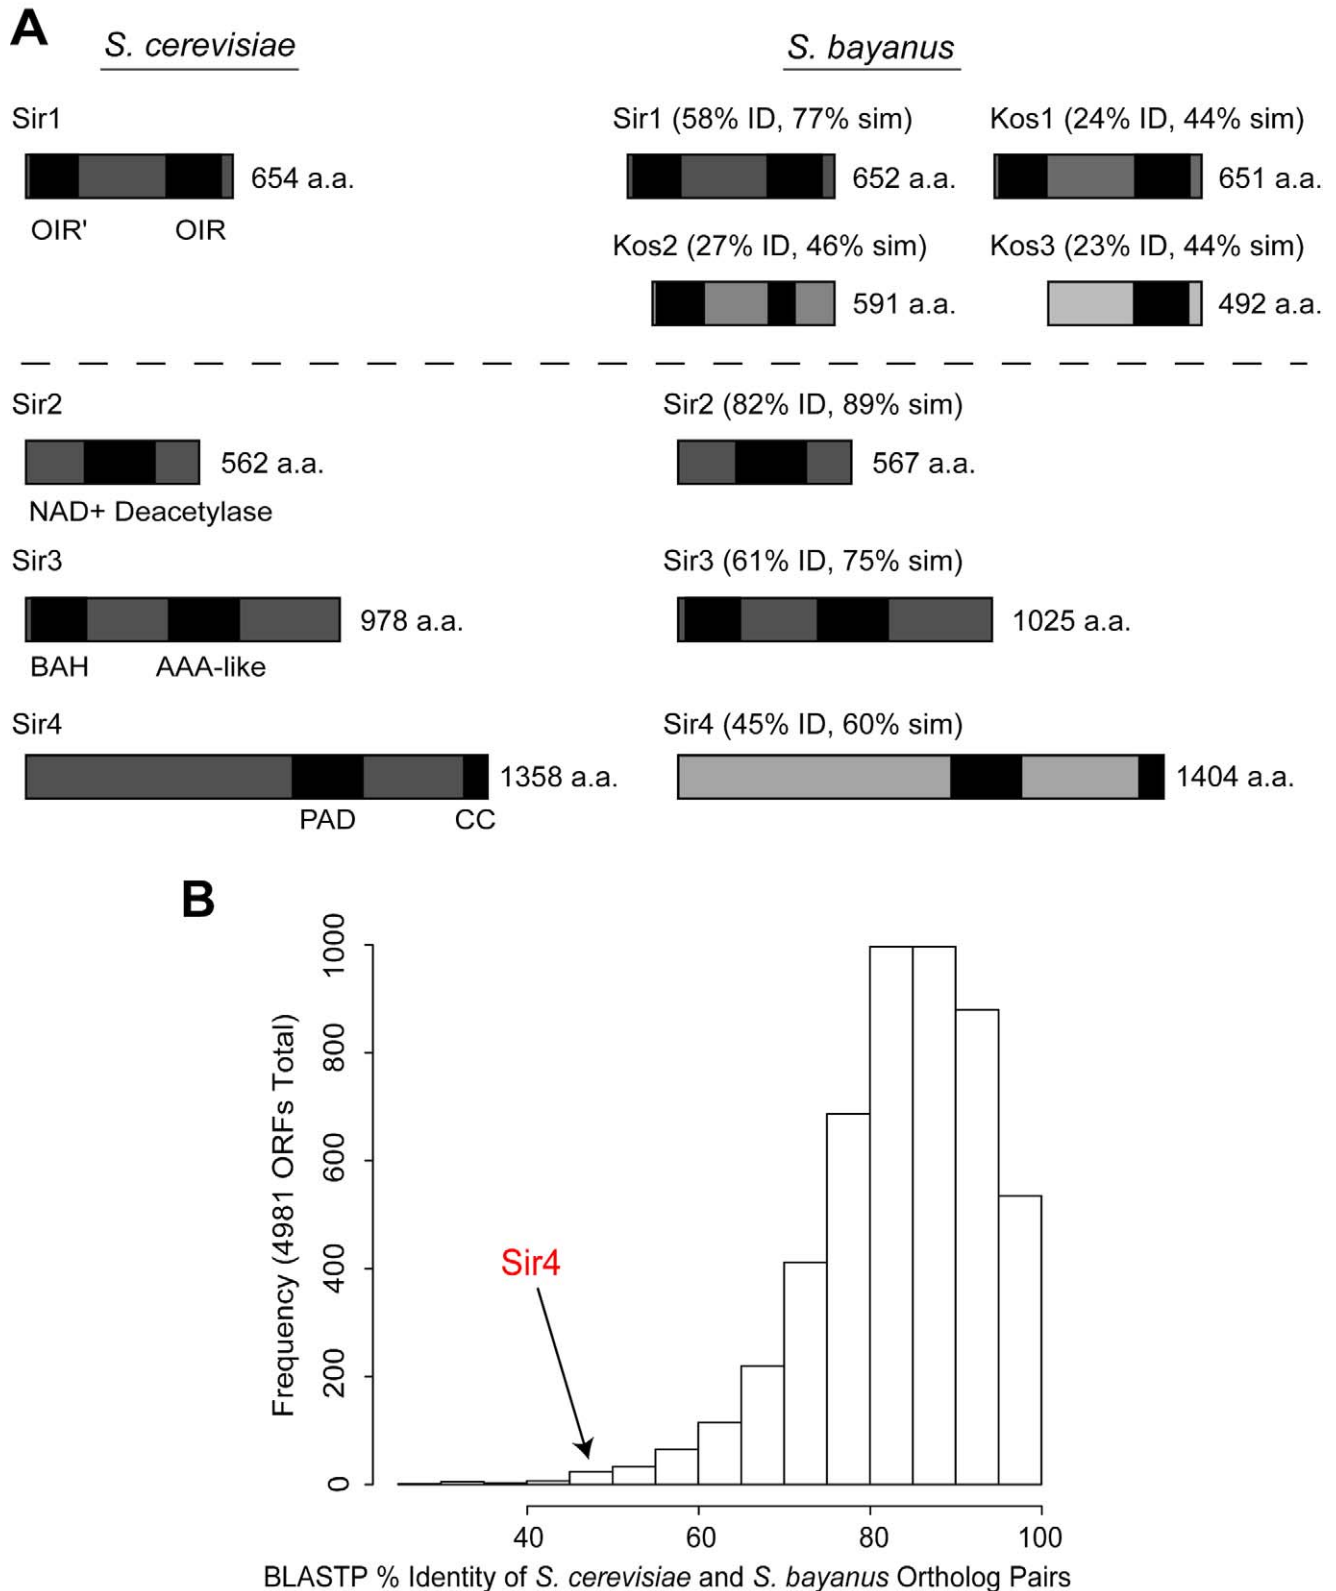 A
S. cerevisiae
S. bayanus
Sir1
Sir1 (58% ID, 77% sim)
Kos1 (24% ID, 44% sim)
654 a.a.
652 a.a.
651 a.a.
OIR'
OIR
Kos2 (27% ID, 46% sim)
Kos3 (23% ID, 44% sim)
591 a.a.
492 a.a.
Sir2
Sir2 (82% ID, 89% sim)
562 a.a.
567 a.a.
NAD+ Deacetylase
Sir3
Sir3 (61% ID, 75% sim)
978 a.a.
1025 a.a.
BAH
AAA-like
Sir4
Sir4 (45% ID, 60% sim)
1358 a.a.
1404 a.a.
PAD
CC
B
Frequency (4981 ORFs Total)
1000
800
600
400
200
0
Sir4
40
60
80
100
BLASTP % Identity of S. cerevisiae and S. bayanus Ortholog Pairs